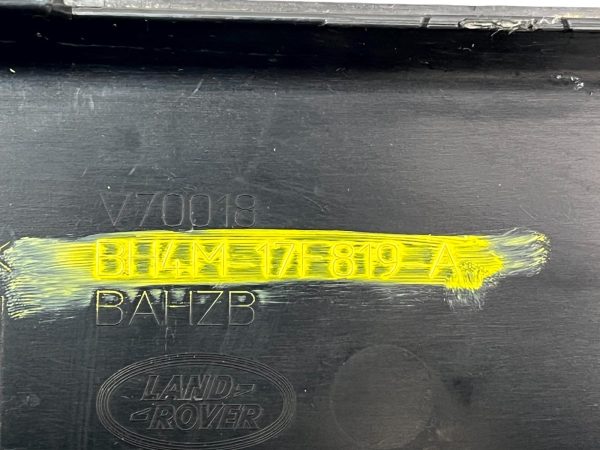 V70018
BH4M 17F819 A
BAHZB
LAND-
-ROVER